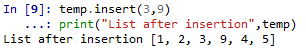 In [9]: temp.insert(3,9)
...: print("List after insertion",temp)
List after insertion [1, 2, 3, 9, 4, 5]